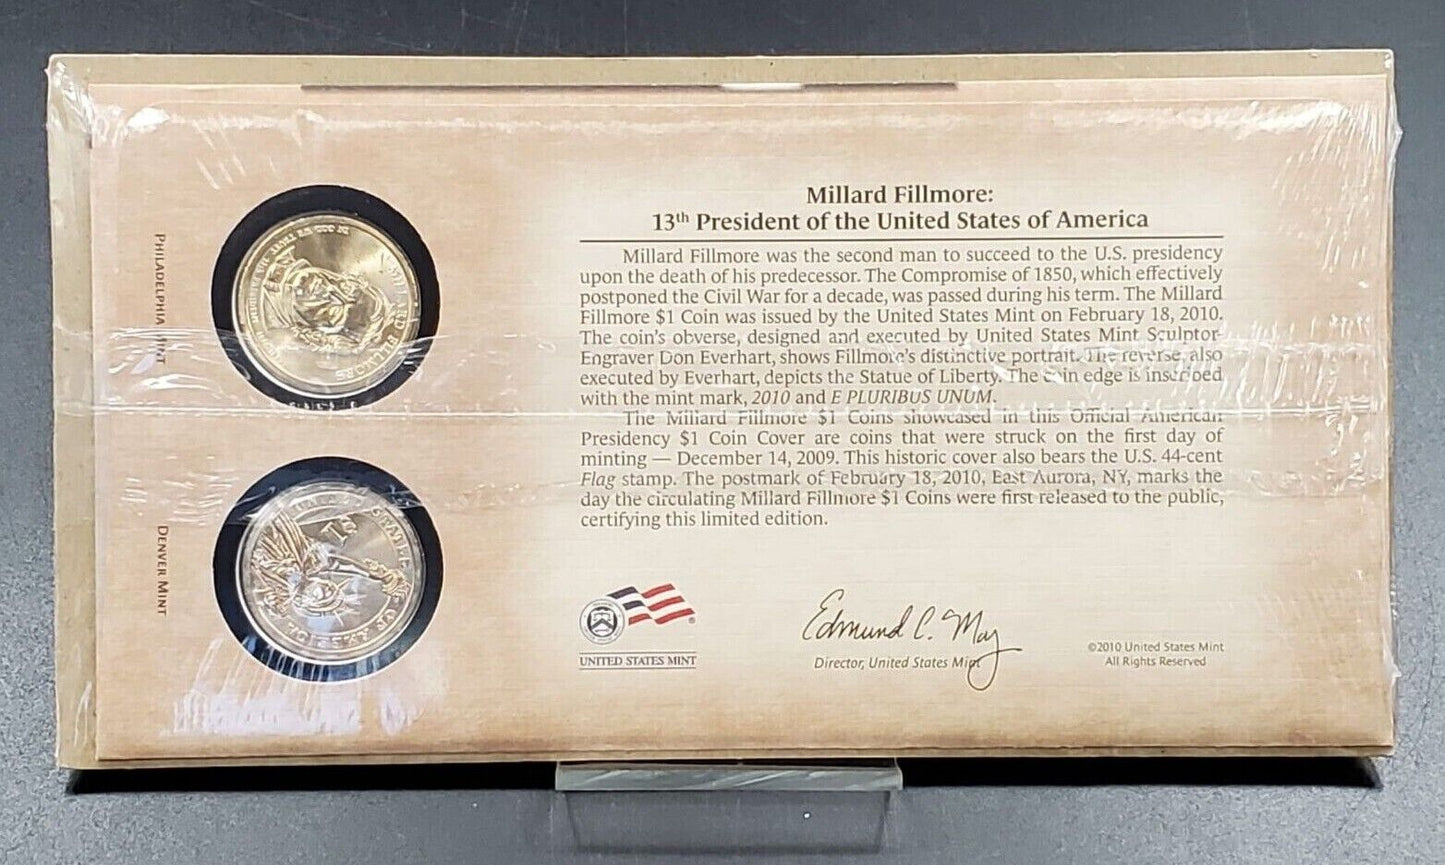 PHILADELPHIA MINT
DENVER MINT
MILLARD FILLMORE
IN GOD WE TRUST
$1
Millard Fillmore:
13th President of the United States of America
Millard Fillmore was the second man to succeed to the U.S. presidency
upon the death of his predecessor. The Compromise of 1850, which effectively
postponed the Civil War for a decade, was passed during his term. The Millard
Fillmore $1 Coin was issued by the United States Mint on February 18, 2010.
The coin's obverse, designed and executed by United States Mint Sculptor-
Engraver Don Everhart, shows Fillmore's distinctive portrait. The reverse, also
executed by Everhart, depicts the Statue of Liberty. The coin edge is inscribed
with the mint mark, 2010 and E PLURIBUS UNUM.
The Millard Fillmore $1 Coins showcased in this Official American
Presidency $1 Coin Cover are coins that were struck on the first day of
minting — December 14, 2009. This historic cover also bears the U.S. 44-cent
Flag stamp. The postmark of February 18, 2010, East Aurora, NY, marks the
day the circulating Millard Fillmore $1 Coins were first released to the public,
certifying this limited edition.
UNITED STATES MINT
Edmund C. Moy
Director, United States Mint
©2010 United States Mint
All Rights Reserved